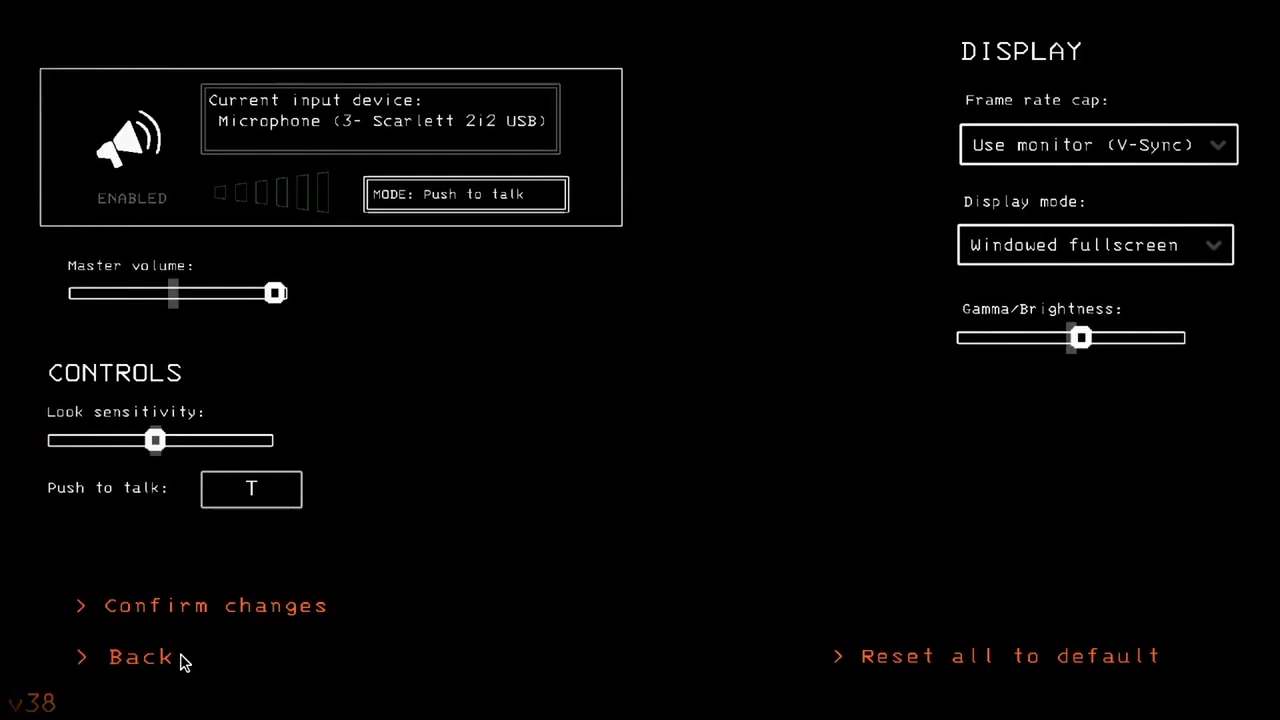 Current input device:
Microphone (3- Scarlett 2i2 USB)
ENABLED
MODE: Push to talk
Master volume:
CONTROLS
Look sensitivity:
Push to talk:
T
> Confirm changes
> Back
v38
DISPLAY
Frame rate cap:
Use monitor (V-Sync)
Display mode:
Windowed fullscreen
Gamma/Brightness:
> Reset all to default